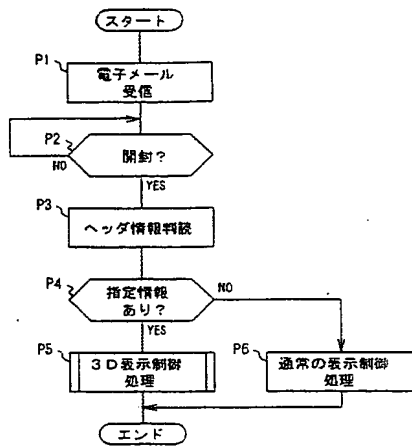 スタート
P1
電子メール
受信
P2
開封?
NO
YES
P3
ヘッダ情報判読
P4
指定情報
あり?
NO
YES
P5
3D表示制御
処理
P6
通常の表示制御
処理
エンド